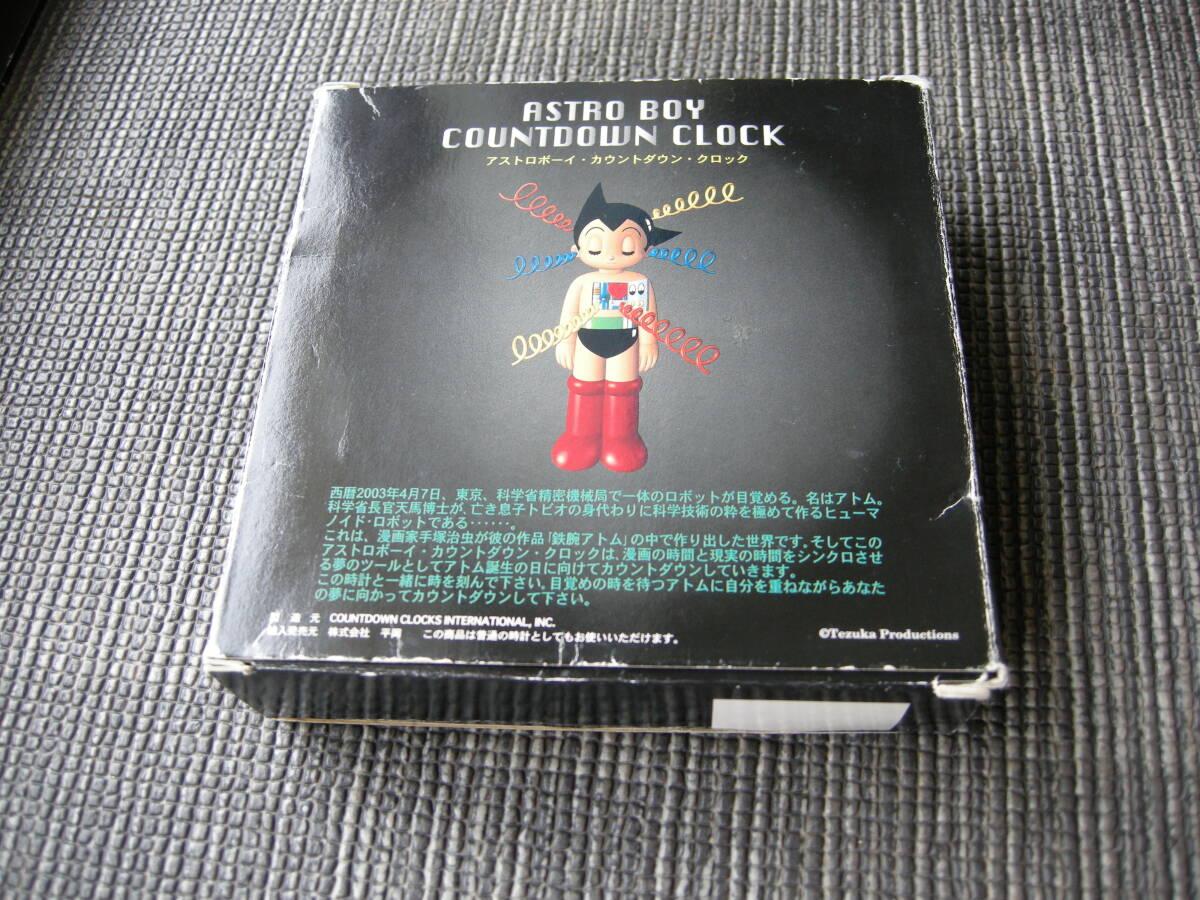 ASTRO BOY
COUNTDOWN CLOCK
アストロボーイ・カウントダウン・クロック
西暦2003年4月7日、東京、科学省精密機械局で一体のロボットが目覚める。名はアトム。
科学省長官天馬博士が、亡き息子トビオの身代わりに科学技術の粋を極めて作るヒューマ
ノイド・ロボットである‥‥‥。
これは、漫画家手塚治虫が彼の作品「鉄腕アトム」の中で作り出した世界です。そしてこの
アストロボーイ・カウントダウン・クロックは、漫画の時間と現実の時間をシンクロさせ
る夢のツールとしてアトム誕生の日に向けてカウントダウンしていきます。
この時計と一緒に時を刻んで下さい。目覚めの時を待つアトムに自分を重ねながらあなた
の夢に向かってカウントダウンして下さい。
造元 COUNTDOWN CLOCKS INTERNATIONAL, INC.
輸入発売元 株式会社 平 この商品は普通の時計としてもお使いいただけます。
©Tezuka Productions